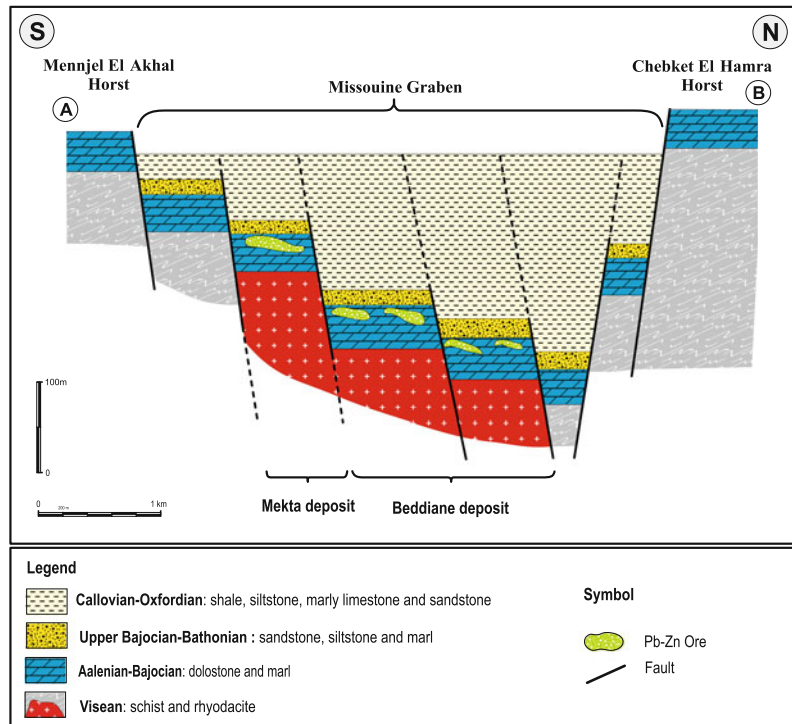 S
N
Mennjel El Akhal
Horst
A
Missouine Graben
Chebket El Hamra
Horst
B
100m
0
0
200 m
1 km
Mekta deposit
Beddiane deposit
Legend
Callovian-Oxfordian: shale, siltstone, marly limestone and sandstone
Upper Bajocian-Bathonian : sandstone, siltstone and marl
Aalenian-Bajocian: dolostone and marl
Visean: schist and rhyodacite
Symbol
Pb-Zn Ore
Fault